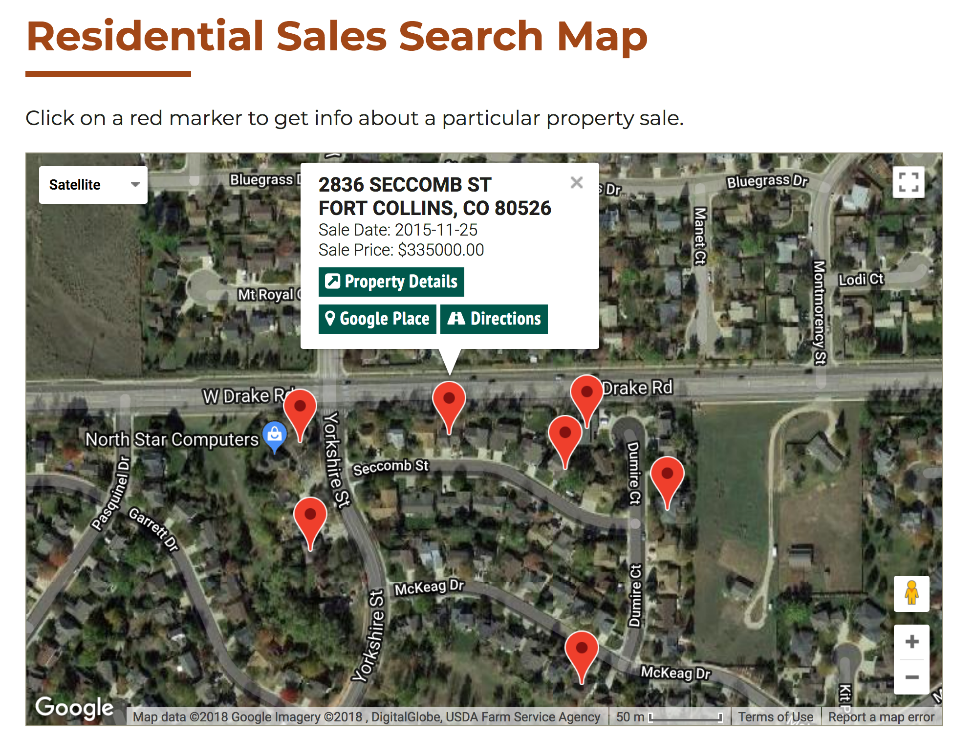 Residential Sales Search Map
Click on a red marker to get info about a particular property sale.
Satellite
Bluegrass
2836 SECCOMB ST
FORT COLLINS, CO 80526
Sale Date: 2015-11-25
Sale Price: $335000.00
Property Details
Google Place
Directions
Dr
Bluegrass Dr
Manet Ct
Montmorency St
Lodi Ct
Mt Royal
W Drake Rd
Drake Rd
North Star Computers
Yorkshire St
Seccomb St
Dumire Ct
Pasquinel Dr
Garrett Dr
McKeag Dr
Dumire Ct
Yorkshire St
McKeag Dr
Google
Map data ©2018 Google Imagery ©2018 , DigitalGlobe, USDA Farm Service Agency
50 m
Terms of Use
Report a map error